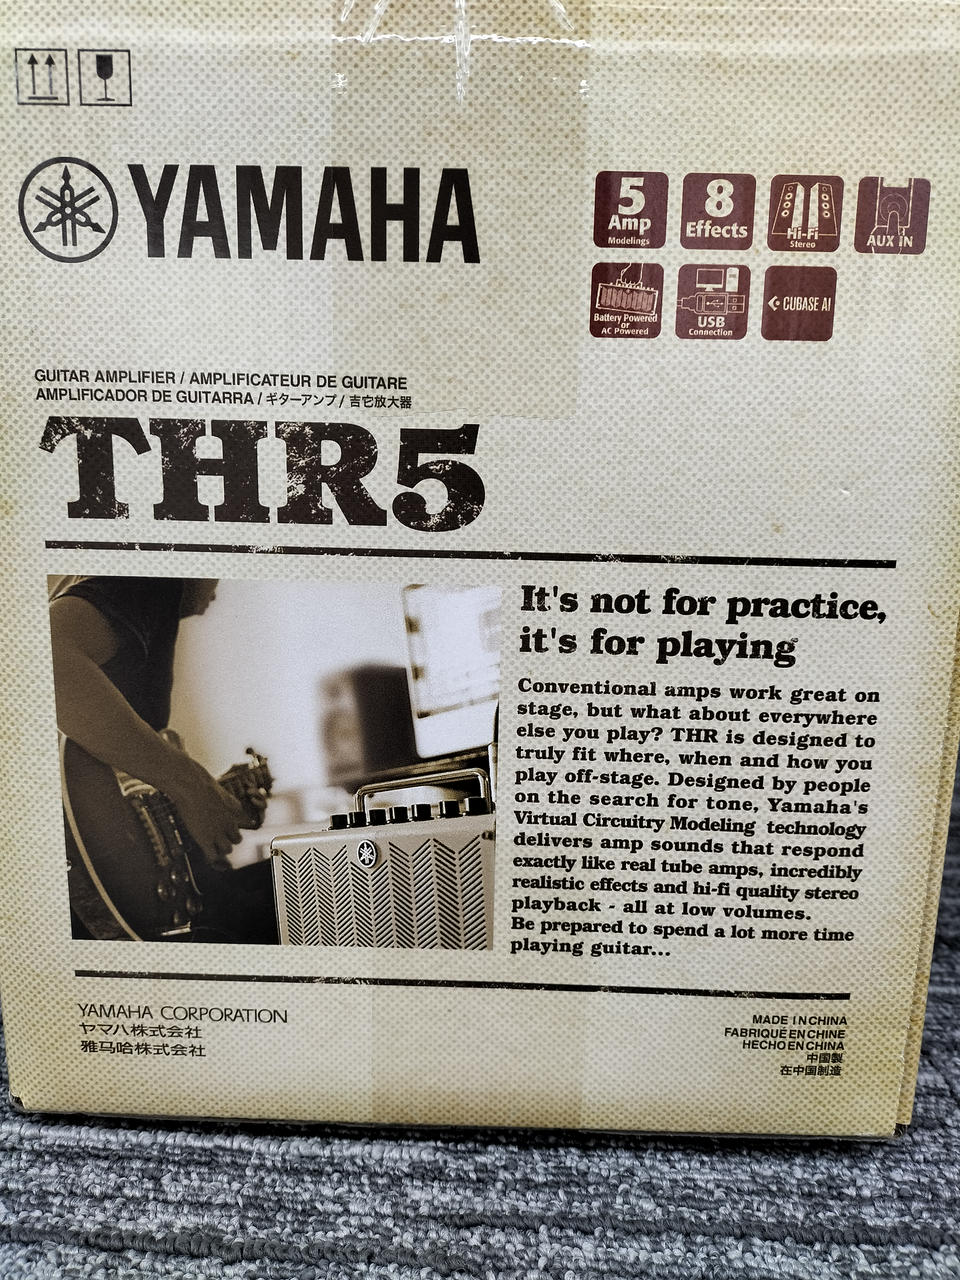 YAMAHA
5
Amp
Modelings
8
Effects
Hi-Fi
Stereo
AUX IN
Battery Powered
or
AC Powered
USB
Connection
CUBASE AI
GUITAR AMPLIFIER / AMPLIFICATEUR DE GUITARE
AMPLIFICADOR DE GUITARRA / ギターアンプ / 吉它放大器
THR5
It's not for practice,
it's for playing
Conventional amps work great on
stage, but what about everywhere
else you play? THR is designed to
truly fit where, when and how you
play off-stage. Designed by people
on the search for tone, Yamaha's
Virtual Circuitry Modeling technology
delivers amp sounds that respond
exactly like real tube amps, incredibly
realistic effects and hi-fi quality stereo
playback - all at low volumes.
Be prepared to spend a lot more time
playing guitar...
YAMAHA CORPORATION
ヤマハ株式会社
雅马哈株式会社
MADE IN CHINA
FABRIQUÉ EN CHINE
HECHO EN CHINA
中国製
在中国制造